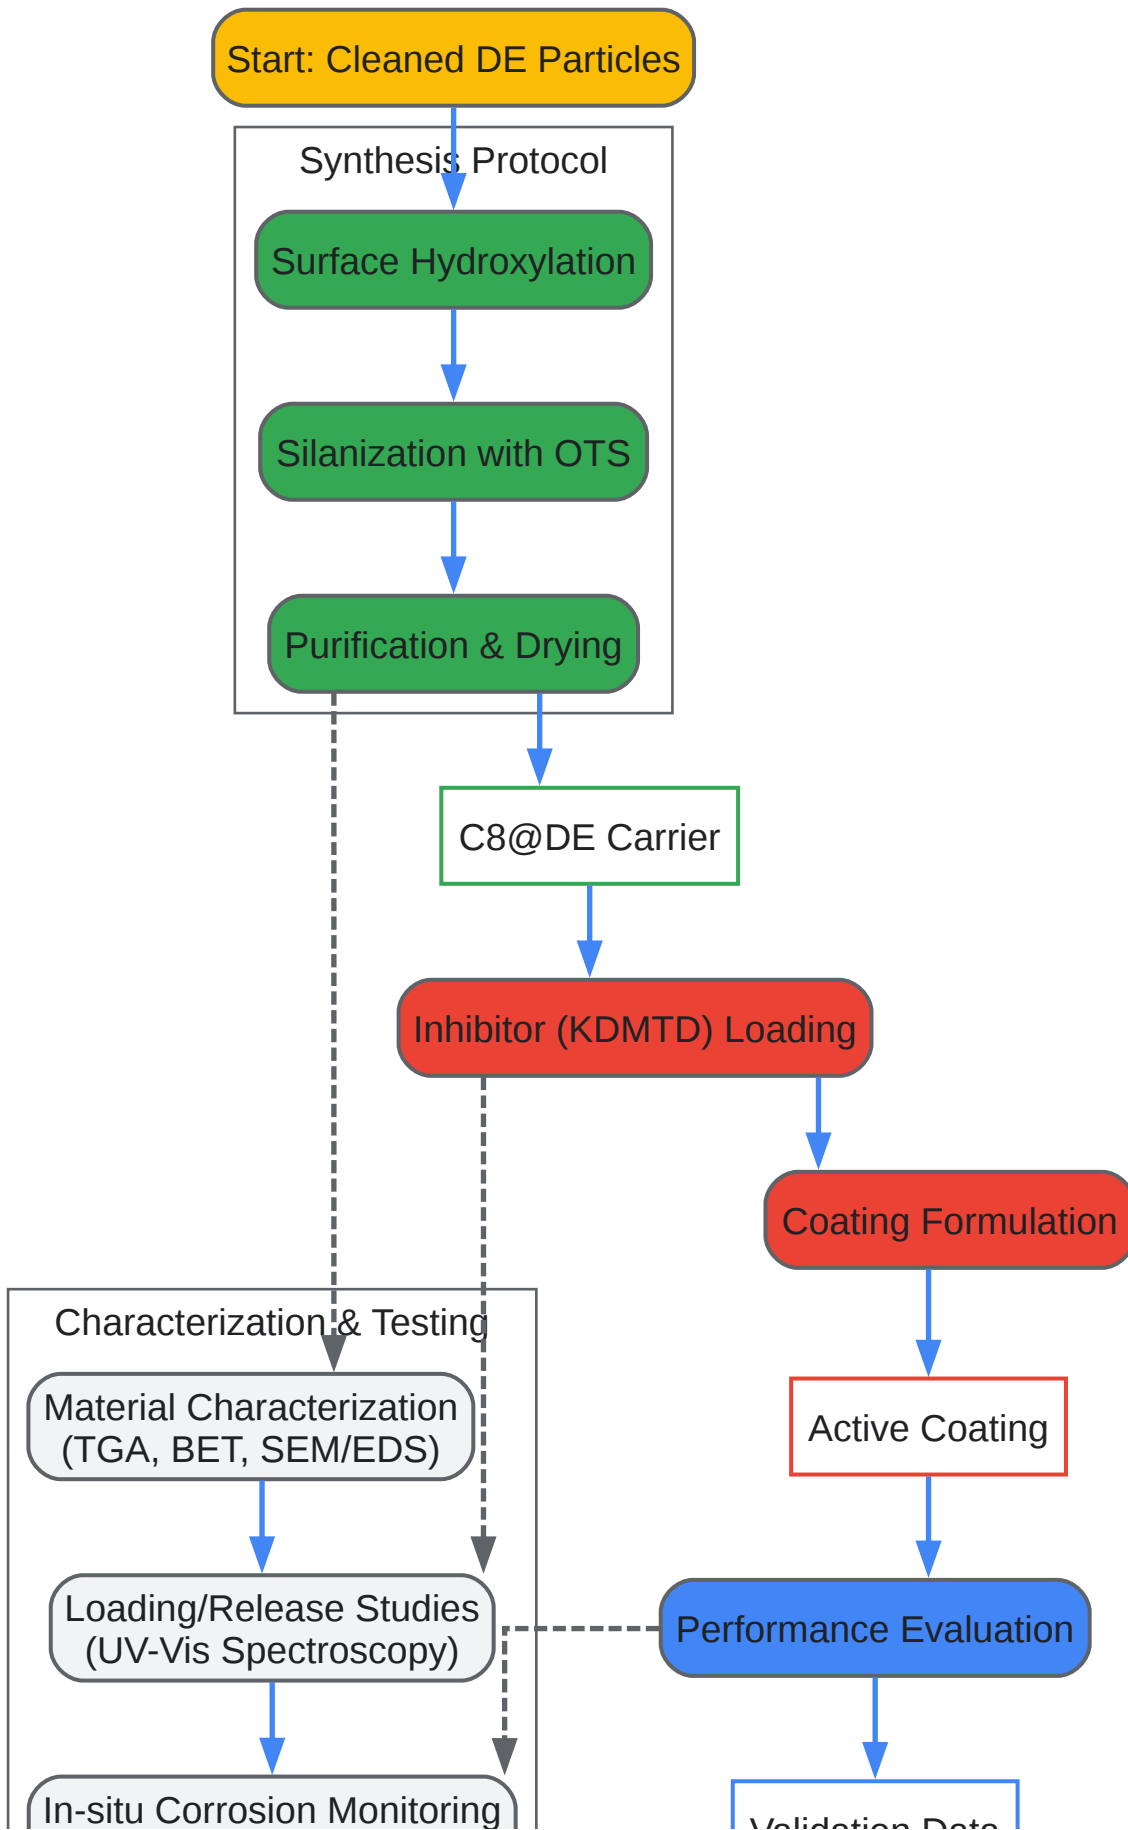 Start: Cleaned DE Particles
Synthesis Protocol
Surface Hydroxylation
Silanization with OTS
Purification & Drying
C8@DE Carrier
Inhibitor (KDMTD) Loading
Coating Formulation
Characterization & Testing
Material Characterization
(TGA, BET, SEM/EDS)
Active Coating
Loading/Release Studies
(UV-Vis Spectroscopy)
Performance Evaluation
In-situ Corrosion Monitoring
Validation Data